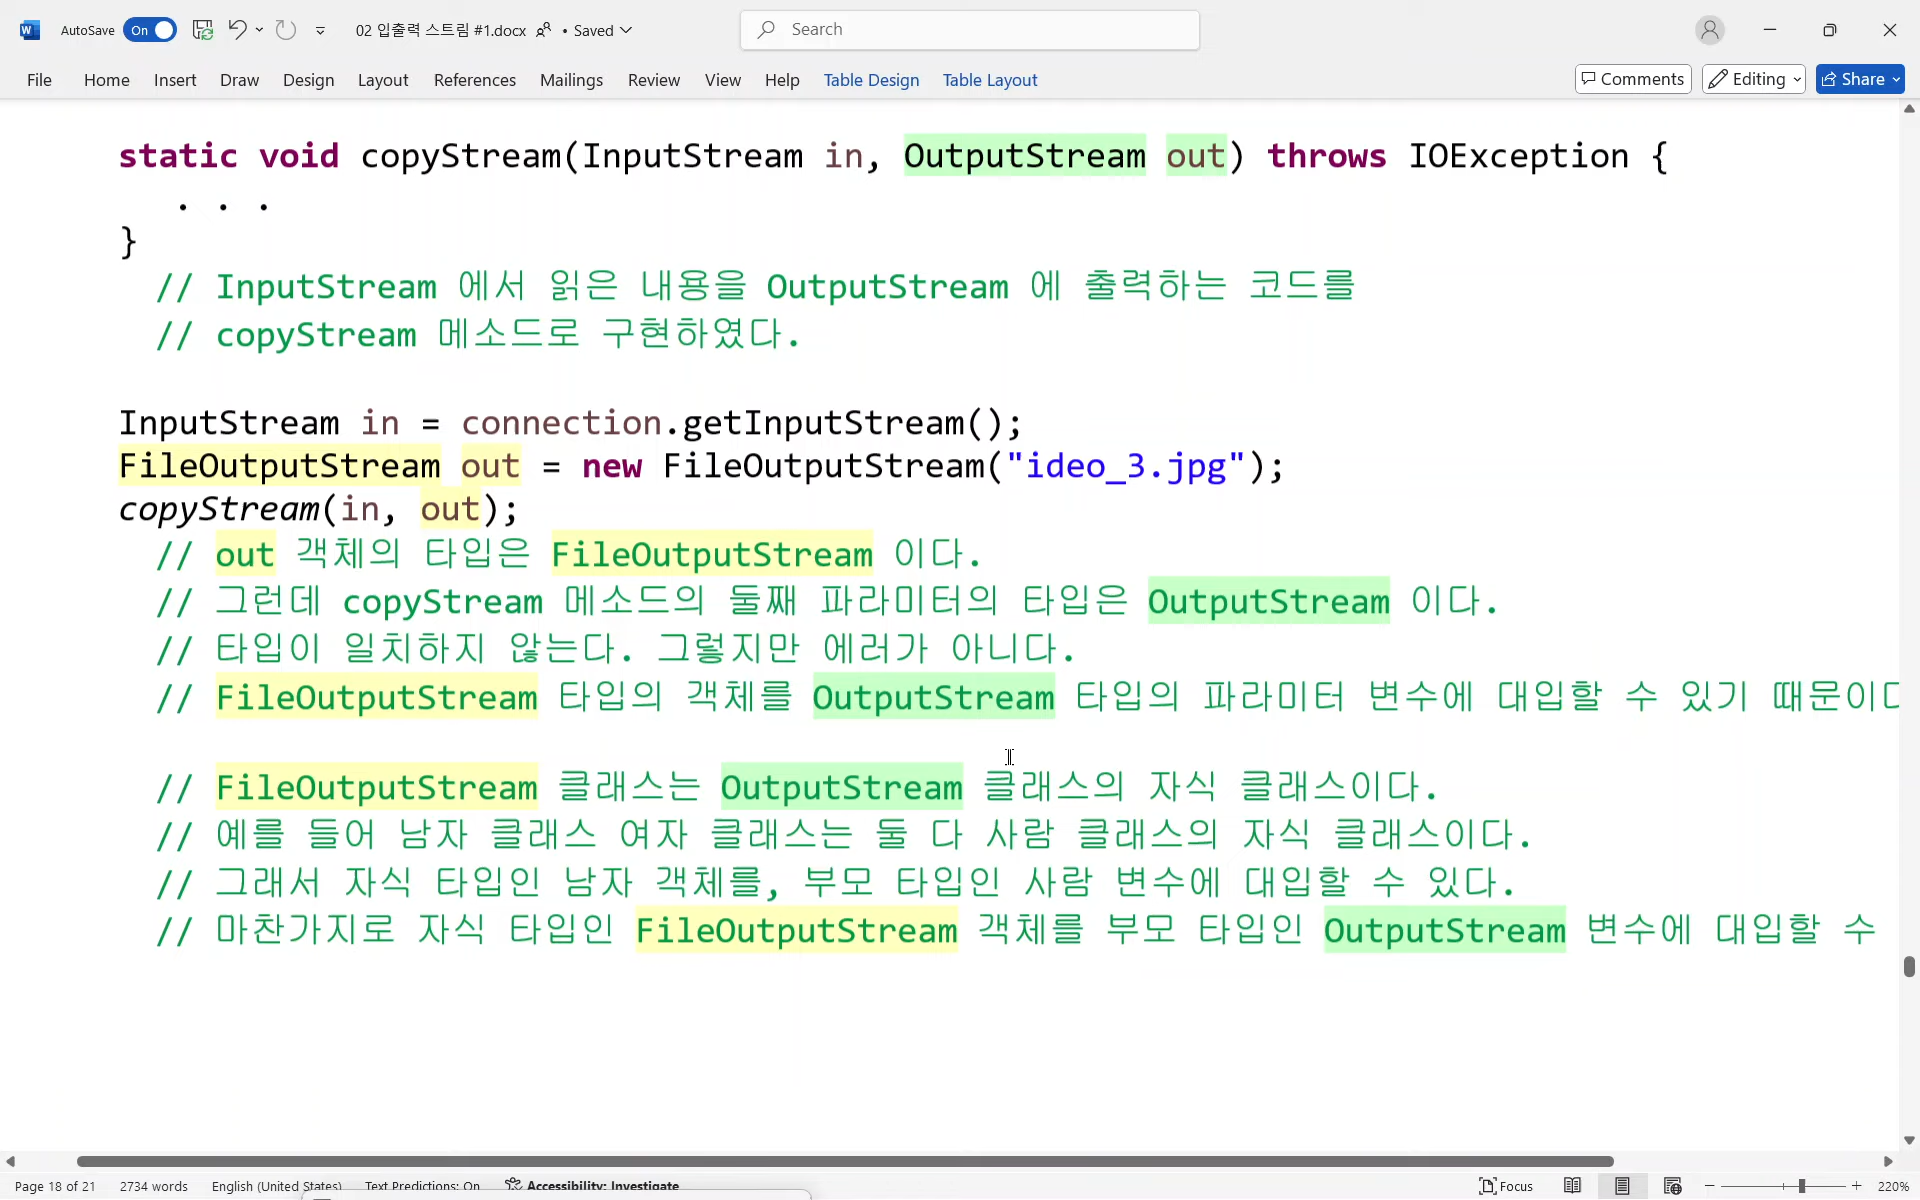 AutoSave On 02 입출력 스트림 #1.docx • Saved Search
File Home Insert Draw Design Layout References Mailings Review View Help Table Design Table Layout Comments Editing Share
static void copyStream(InputStream in, OutputStream out) throws IOException {
. . .
}
// InputStream 에서 읽은 내용을 OutputStream 에 출력하는 코드를
// copyStream 메소드로 구현하였다.
InputStream in = connection.getInputStream();
FileOutputStream out = new FileOutputStream("ideo_3.jpg");
copyStream(in, out);
// out 객체의 타입은 FileOutputStream 이다.
// 그런데 copyStream 메소드의 둘째 파라미터의 타입은 OutputStream 이다.
// 타입이 일치하지 않는다. 그렇지만 에러가 아니다.
// FileOutputStream 타입의 객체를 OutputStream 타입의 파라미터 변수에 대입할 수 있기 때문이
// FileOutputStream 클래스는 OutputStream 클래스의 자식 클래스이다.
// 예를 들어 남자 클래스 여자 클래스는 둘 다 사람 클래스의 자식 클래스이다.
// 그래서 자식 타입인 남자 객체를, 부모 타입인 사람 변수에 대입할 수 있다.
// 마찬가지로 자식 타입인 FileOutputStream 객체를 부모 타입인 OutputStream 변수에 대입할 수
Page 18 of 21 2734 words English (United States) Text Predictions: On Accessibility: Investigate Focus 220%